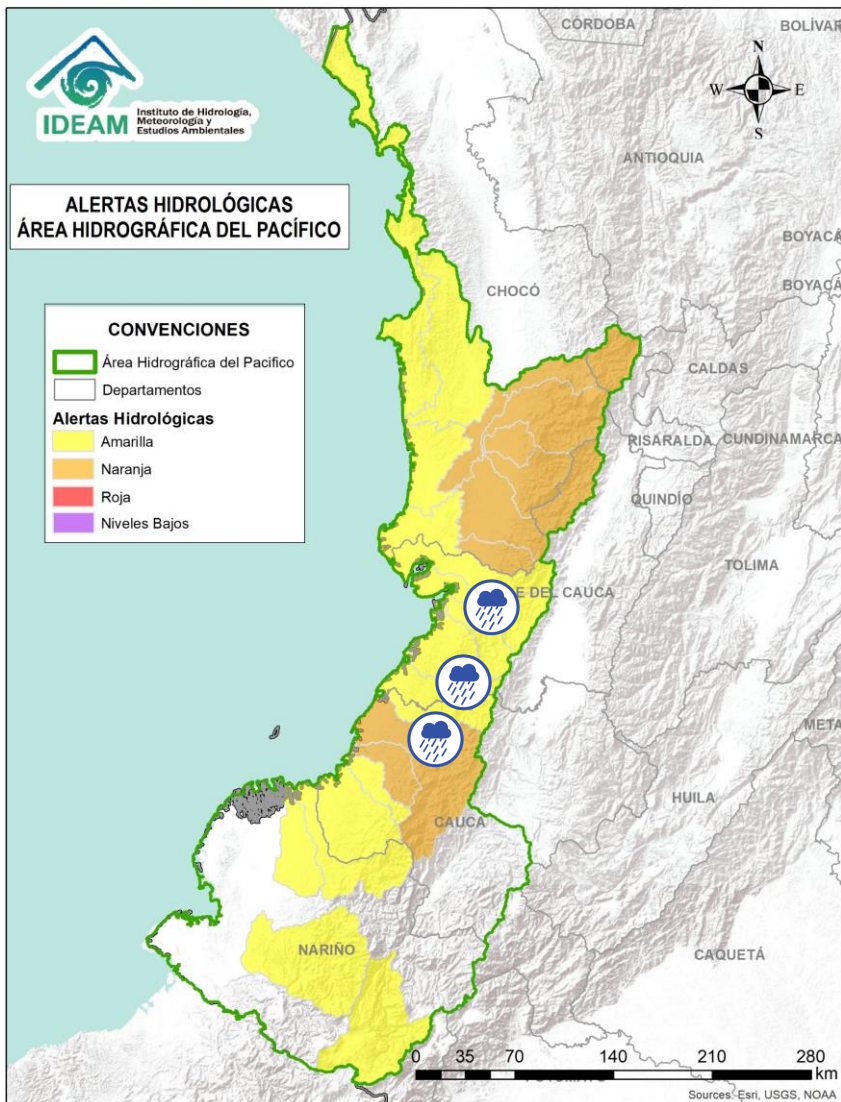 CÓRDOBA
BOLÍVAR
IDEAM
Instituto de Hidrología,
Meteorología y
Estudios Ambientales
N
W E
S
ANTIOQUIA
ALERTAS HIDROLÓGICAS
ÁREA HIDROGRÁFICA DEL PACÍFICO
BOYACÁ
BOYACÁ
CHOCÓ
CONVENCIONES
Área Hidrográfica del Pacifico
Departamentos
Alertas Hidrológicas
Amarilla
Naranja
Roja
Niveles Bajos
CALDAS
RISARALDA
CUNDINAMARCA
QUINDÍO
TOLIMA
E DEL CAUCA
META
HUILA
CAUCA
NARIÑO
CAQUETÁ
0 35 70 140 210 280
km
Sources: Esri, USGS, NOAA